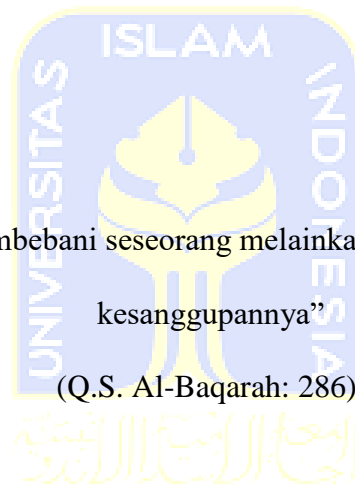 ISLAM
UNIVERSITAS
INDONESIA
mbebani seseorang melainka
kesanggupannya”
(Q.S. Al-Baqarah: 286)